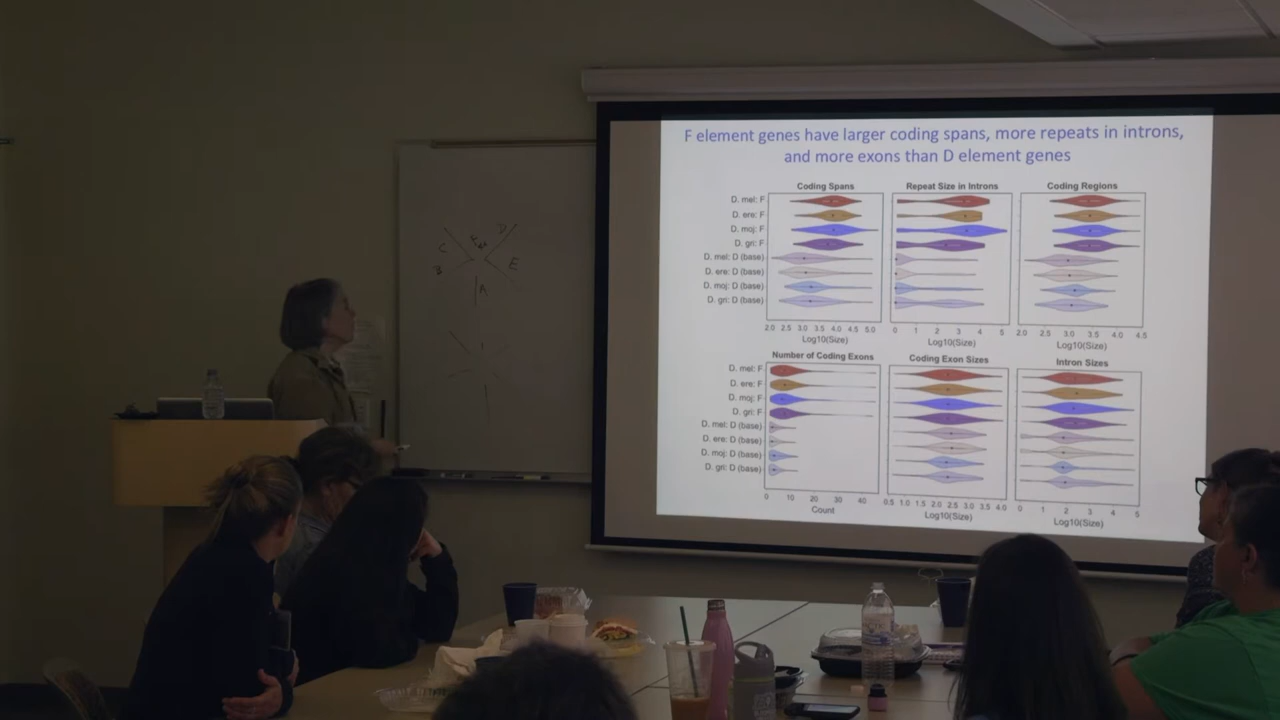 F element genes have larger coding spans, more repeats in introns,
and more exons than D element genes
Coding Spans
Repeat Size in Introns
Coding Regions
D. mel: F
D. ere: F
D. moj: F
D. gri: F
D. mel: D (base)
D. ere: D (base)
D. moj: D (base)
D. gri: D (base)
2.0 2.5 3.0 3.5 4.0 4.5 5.0
0 1 2 3 4 5
2.0 2.5 3.0 3.5 4.0 4.5
Log10(Size)
Log10(Size)
Log10(Size)
Number of Coding Exons
Coding Exon Sizes
Intron Sizes
D. mel: F
D. ere: F
D. moj: F
D. gri: F
D. mel: D (base)
D. ere: D (base)
D. moj: D (base)
D. gri: D (base)
0 10 20 30 40
0.5 1.0 1.5 2.0 2.5 3.0 3.5 4.0
0 1 2 3 4 5
Count
Log10(Size)
Log10(Size)
C
D
B
E
A